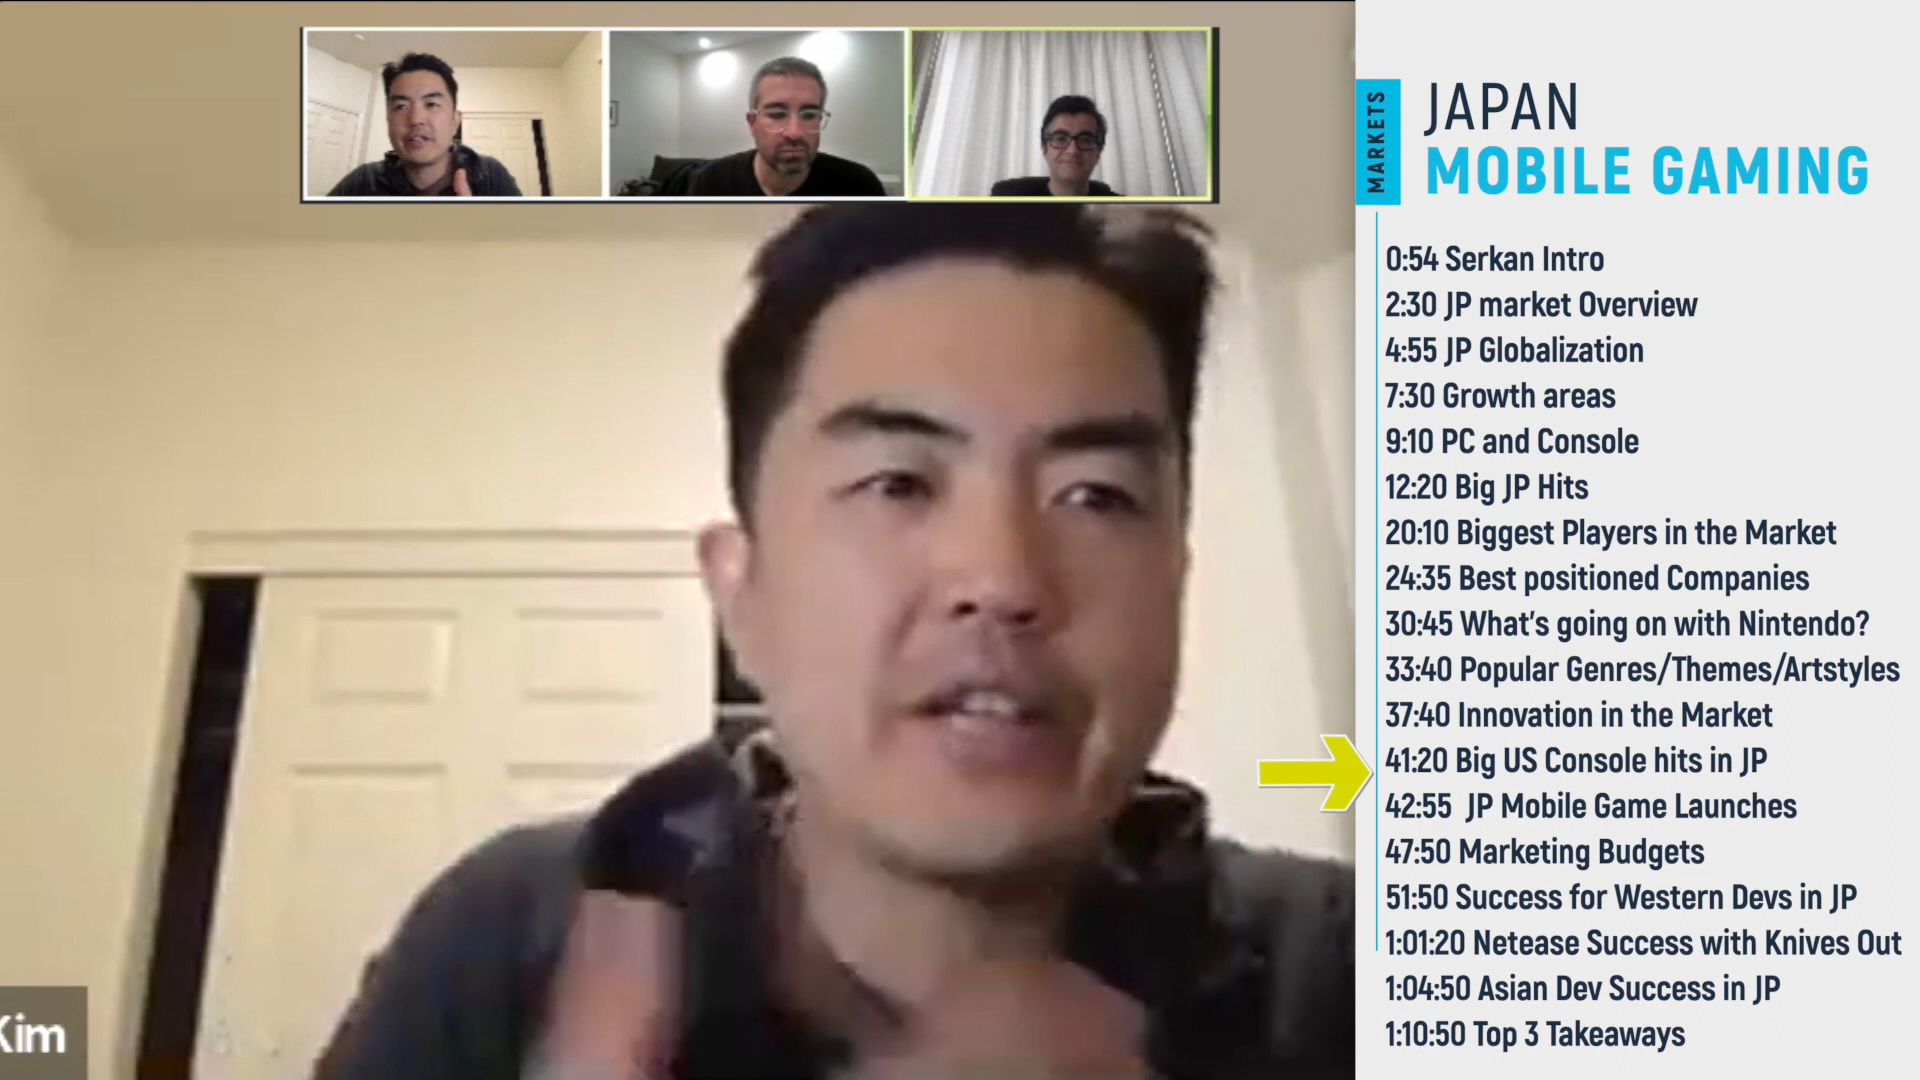 MARKETS
JAPAN
MOBILE GAMING
0:54 Serkan Intro
2:30 JP market Overview
4:55 JP Globalization
7:30 Growth areas
9:10 PC and Console
12:20 Big JP Hits
20:10 Biggest Players in the Market
24:35 Best positioned Companies
30:45 What's going on with Nintendo?
33:40 Popular Genres/Themes/Artstyles
37:40 Innovation in the Market
41:20 Big US Console hits in JP
42:55 JP Mobile Game Launches
47:50 Marketing Budgets
51:50 Success for Western Devs in JP
1:01:20 Netease Success with Knives Out
1:04:50 Asian Dev Success in JP
1:10:50 Top 3 Takeaways
Kim